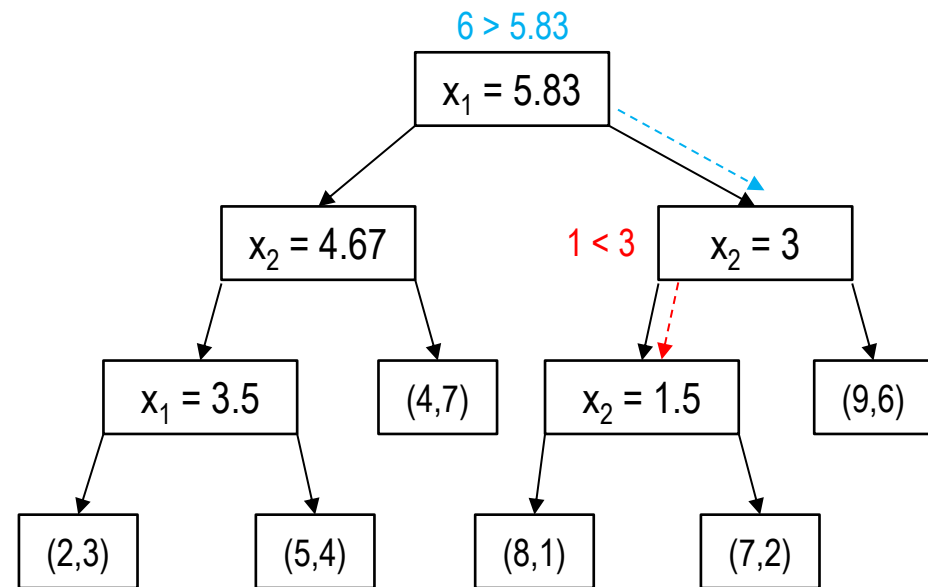 6 > 5.83
x₁ = 5.83
x₂ = 4.67
1 < 3
x₂ = 3
x₁ = 3.5
(4,7)
x₂ = 1.5
(9,6)
(2,3)
(5,4)
(8,1)
(7,2)